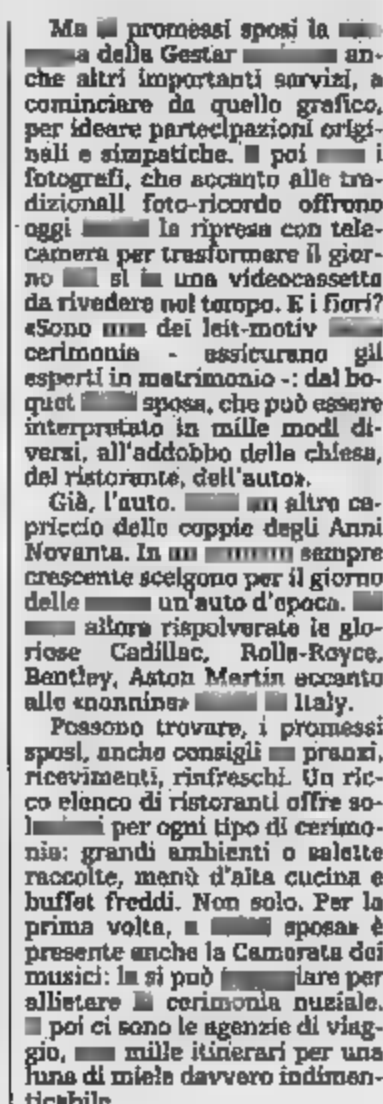 Ma promessi sposi la
della Gestar an-
che altri importanti servizi, a
cominciare da quello grafico,
per ideare partecipazioni origi-
nali e simpatiche. poi i
fotografi, che accanto alle tra-
dizionali foto-ricordo offrono
oggi la ripresa con tele-
camera per trasformare il gior-
no sì in una videocassetta
da rivedere nel tempo. E i fiori?
«Sono dei leit-motiv
cerimonia - assicurano gli
esperti in matrimonio -: dal bo-
quet sposa, che può essere
interpretato in mille modi di-
versi, all'addobbo della chiesa,
del ristorante, dell'auto».
Già, l'auto. un altro ca-
priccio delle coppie degli Anni
Novanta. In un sempre
crescente scelgono per il giorno
delle un'auto d'epoca.
allora rispolverate le glo-
riose Cadillac, Rolls-Royce,
Bentley, Aston Martin accanto
alle «nonnine» Italy.
Possono trovare, i promessi
sposi, anche consigli pranzi,
ricevimenti, rinfreschi. Un ric-
co elenco di ristoranti offre so-
per ogni tipo di cerimo-
nia: grandi ambienti o salette
raccolte, menù d'alta cucina e
buffet freddi. Non solo. Per la
prima volta, a sposa» è
presente anche la Camerata dei
musici: la si può per
allietare la cerimonia nuziale.
poi ci sono le agenzie di viag-
gio, mille itinerari per una
luna di miele davvero indimen-
ticabile.